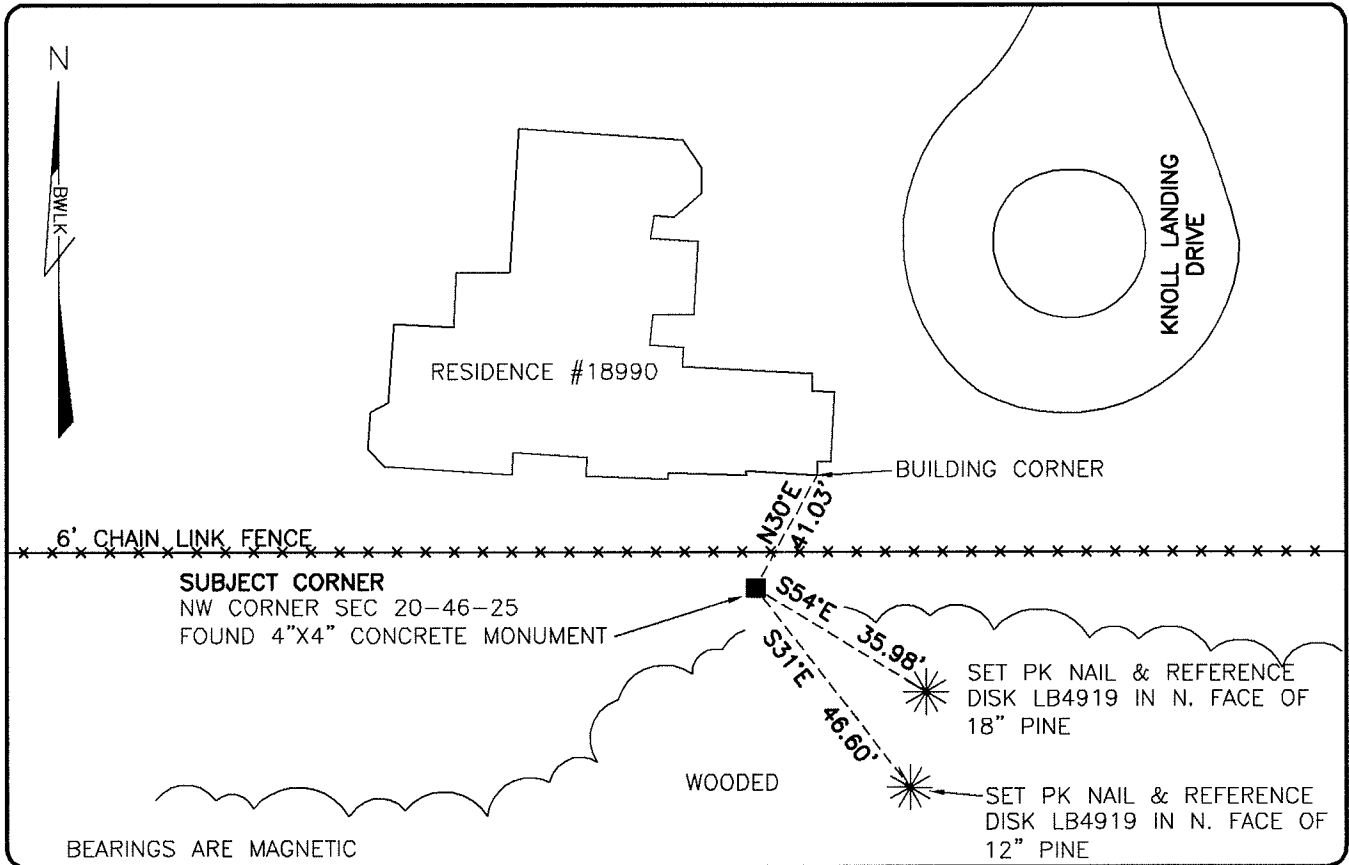 N
BWLK
KNOLL LANDING
DRIVE
RESIDENCE #18990
BUILDING CORNER
N30°E
41.03'
6' CHAIN LINK FENCE
SUBJECT CORNER
NW CORNER SEC 20-46-25
FOUND 4"X4" CONCRETE MONUMENT
S54°E 35.98'
S31°E 46.60'
SET PK NAIL & REFERENCE
DISK LB4919 IN N. FACE OF
18" PINE
WOODED
SET PK NAIL & REFERENCE
DISK LB4919 IN N. FACE OF
12" PINE
BEARINGS ARE MAGNETIC